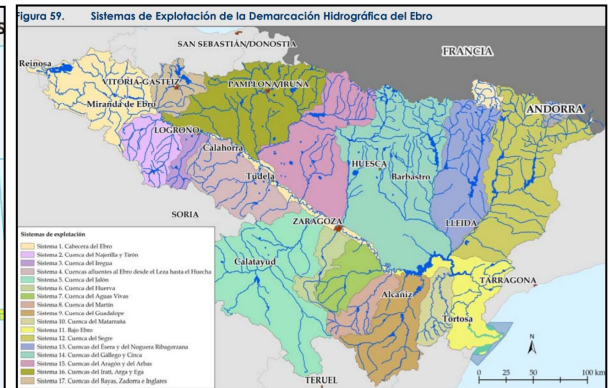 Figura 59. Sistemas de Explotación de la Demarcación Hidrográfica del Ebro
SAN SEBASTIÁN/DONOSTIA
FRANCIA
Reinosa
VITORIA-GASTEIZ
PAMPLONA/IRUÑA
ANDORRA
Miranda de Ebro
LOGROÑO
Calahorra
HUESCA
Tudela
Barbastro
SORIA
ZARAGOZA
LLEIDA
Calatayud
TARRAGONA
Alcañiz
Tortosa
TERUEL
Sistemas de explotación
Sistema 1. Cabecera del Ebro
Sistema 2. Cuenca del Najerilla y Tirón
Sistema 3. Cuenca del Iregua
Sistema 4. Cuencas afluentes al Ebro desde el Leza hasta el Huecha
Sistema 5. Cuenca del Jalón
Sistema 6. Cuenca del Huerva
Sistema 7. Cuenca del Aguas Vivas
Sistema 8. Cuenca del Martín
Sistema 9. Cuenca del Guadalope
Sistema 10. Cuenca del Matarraña
Sistema 11. Bajo Ebro
Sistema 12. Cuenca del Segre
Sistema 13. Cuencas del Ésera y del Noguera Ribagorzana
Sistema 14. Cuencas del Gállego y Cinca
Sistema 15. Cuencas del Aragón y del Arba
Sistema 16. Cuencas del Irati, Arga y Ega
Sistema 17. Cuencas del Bayas, Zadorra e Inglares
N
0 25 50 100 km